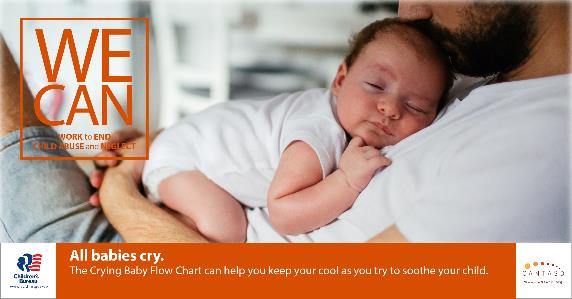 WE
CAN
WORK to END
CHILD ABUSE and NEGLECT
All babies cry.
The Crying Baby Flow Chart can help you keep your cool as you try to soothe your child.
Children's
Bureau
CANTASD